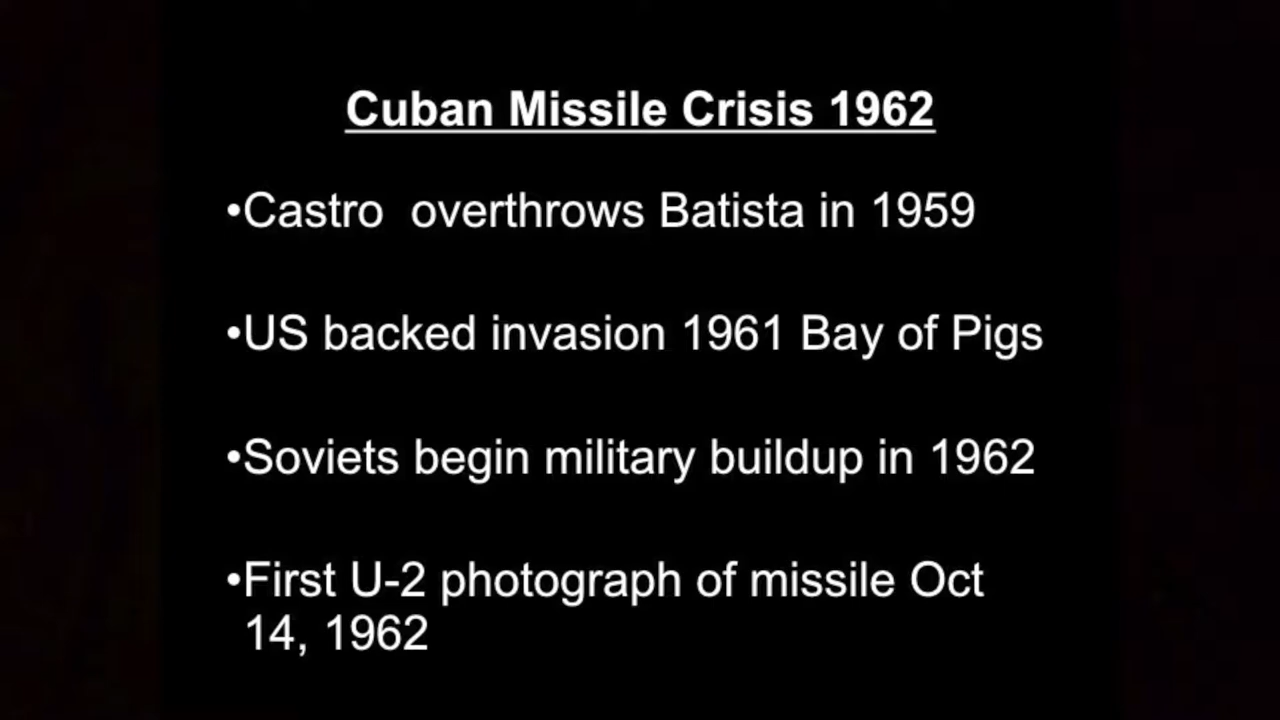 Cuban Missile Crisis 1962
•Castro  overthrows Batista in 1959
•US backed invasion 1961 Bay of Pigs
•Soviets begin military buildup in 1962
•First U-2 photograph of missile Oct
14, 1962